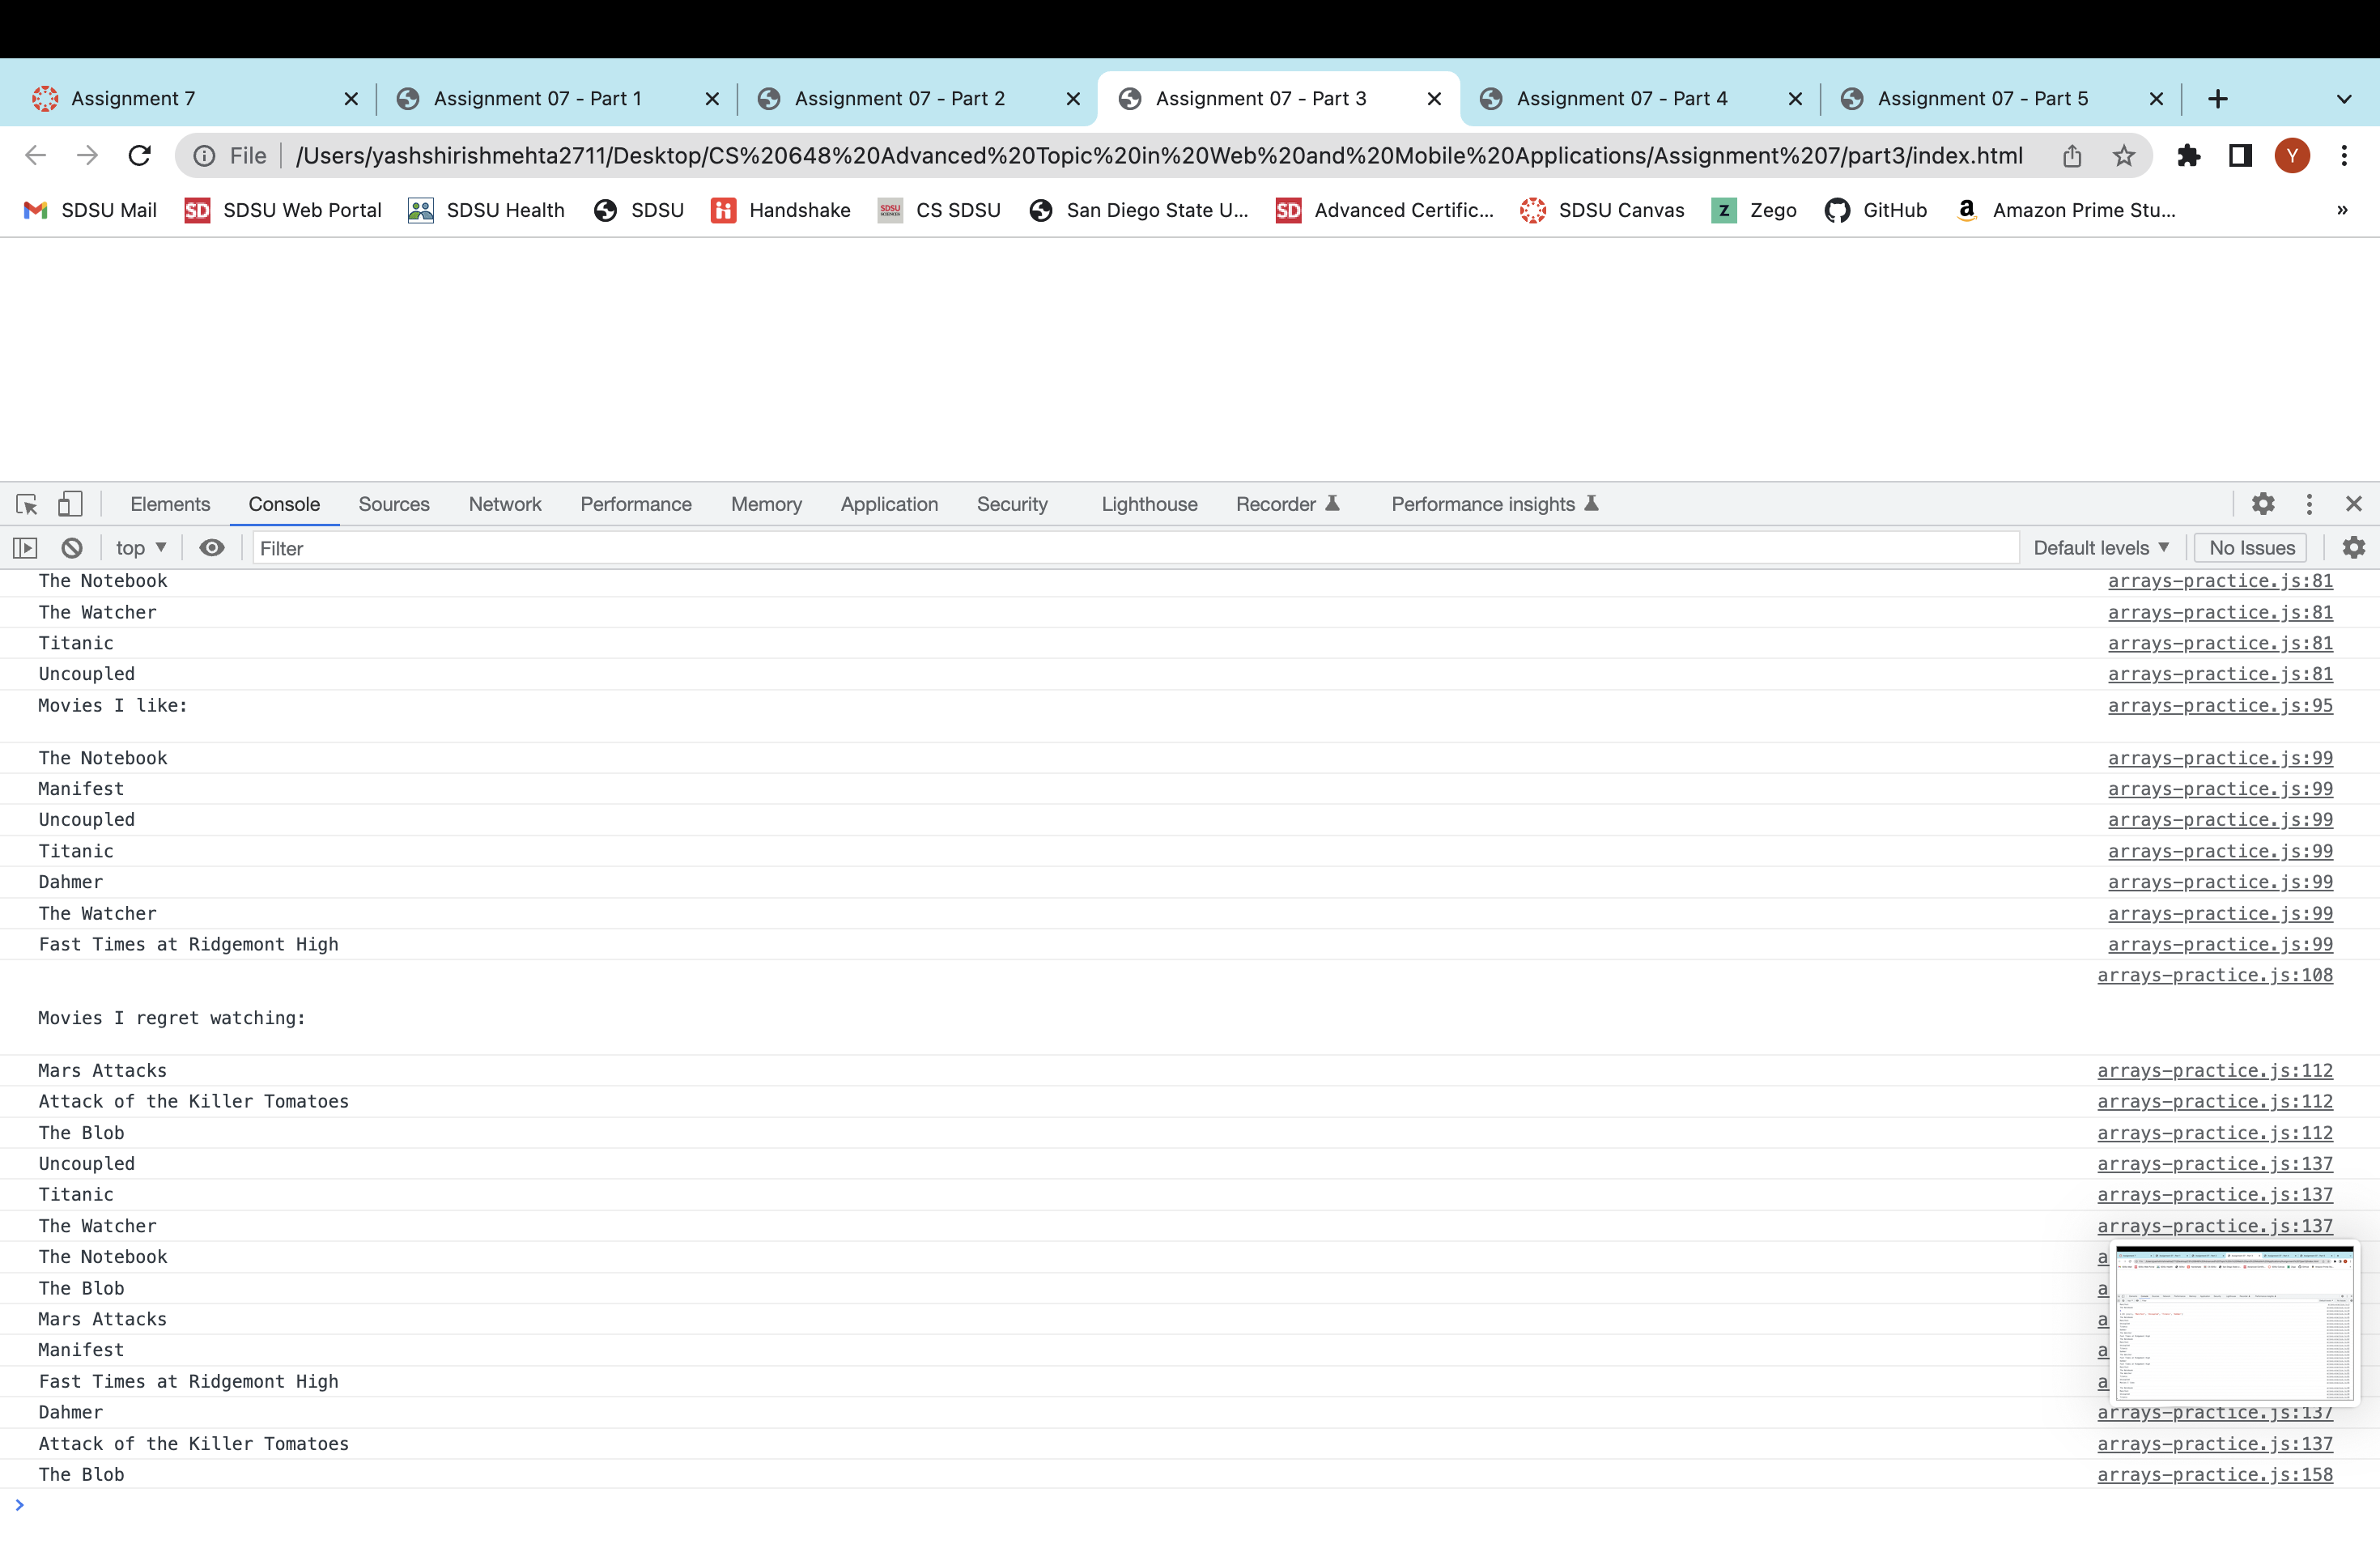 Assignment 7 Assignment 07 - Part 1 Assignment 07 - Part 2 Assignment 07 - Part 3 Assignment 07 - Part 4 Assignment 07 - Part 5
File /Users/yashshirishmehta2711/Desktop/CS%20648%20Advanced%20Topic%20in%20Web%20and%20Mobile%20Applications/Assignment%207/part3/index.html Y
SDSU Mail SD SDSU Web Portal SDSU Health SDSU Handshake CS SDSU San Diego State U... SD Advanced Certific... SDSU Canvas Z Zego GitHub a Amazon Prime Stu... »
Elements Console Sources Network Performance Memory Application Security Lighthouse Recorder Performance insights
top Filter Default levels No Issues
The Notebook arrays-practice.js:81
The Watcher arrays-practice.js:81
Titanic arrays-practice.js:81
Uncoupled arrays-practice.js:81
Movies I like: arrays-practice.js:95
The Notebook arrays-practice.js:99
Manifest arrays-practice.js:99
Uncoupled arrays-practice.js:99
Titanic arrays-practice.js:99
Dahmer arrays-practice.js:99
The Watcher arrays-practice.js:99
Fast Times at Ridgemont High arrays-practice.js:99
arrays-practice.js:108
Movies I regret watching:
Mars Attacks arrays-practice.js:112
Attack of the Killer Tomatoes arrays-practice.js:112
The Blob arrays-practice.js:112
Uncoupled arrays-practice.js:137
Titanic arrays-practice.js:137
The Watcher arrays-practice.js:137
The Notebook a
The Blob a
Mars Attacks a
Manifest a
Fast Times at Ridgemont High a
Dahmer arrays-practice.js:137
Attack of the Killer Tomatoes arrays-practice.js:137
The Blob arrays-practice.js:158